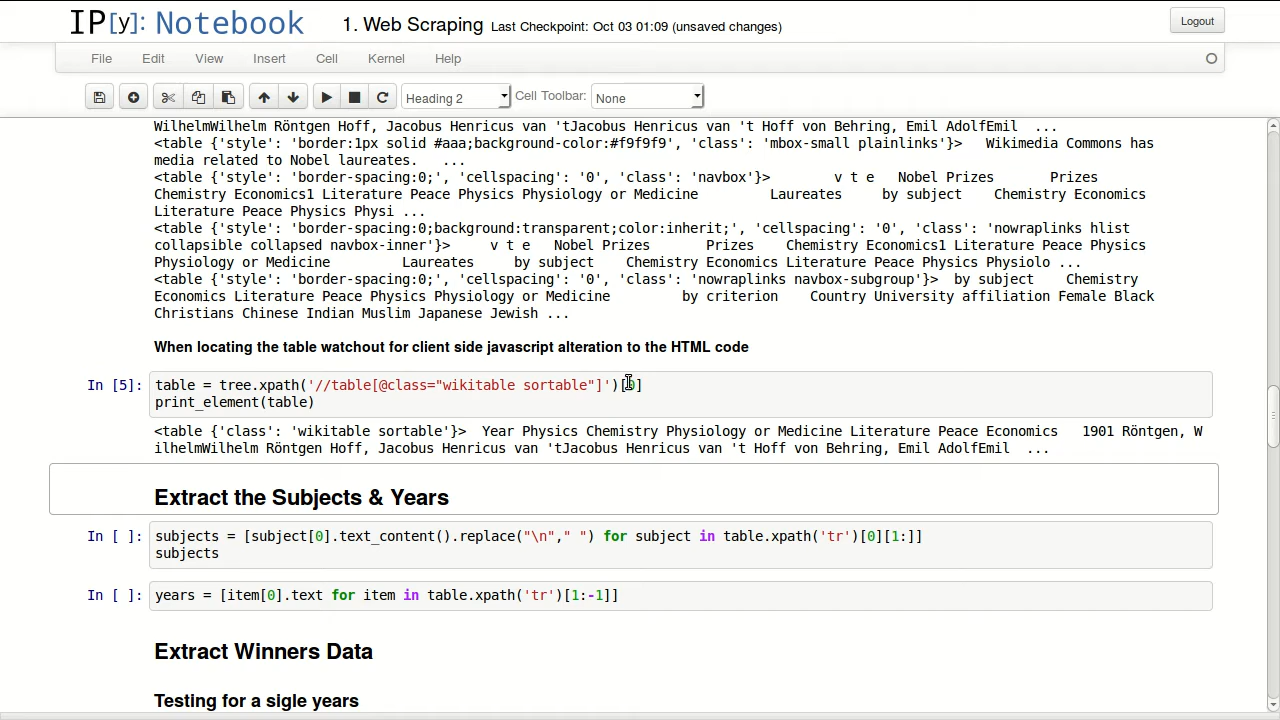 IP[y]: Notebook 1. Web Scraping Last Checkpoint: Oct 03 01:09 (unsaved changes) Logout
File Edit View Insert Cell Kernel Help
Heading 2 Cell Toolbar: None
WilhelmWilhelm Röntgen Hoff, Jacobus Henricus van 'tJacobus Henricus van 't Hoff von Behring, Emil AdolfEmil ...
<table {'style': 'border:1px solid #aaa;background-color:#f9f9f9', 'class': 'mbox-small plainlinks'}> Wikimedia Commons has
media related to Nobel laureates. ...
<table {'style': 'border-spacing:0;', 'cellspacing': '0', 'class': 'navbox'}> v t e Nobel Prizes Prizes
Chemistry Economics1 Literature Peace Physics Physiology or Medicine Laureates by subject Chemistry Economics
Literature Peace Physics Physi ...
<table {'style': 'border-spacing:0;background:transparent;color:inherit;', 'cellspacing': '0', 'class': 'nowraplinks hlist
collapsible collapsed navbox-inner'}> v t e Nobel Prizes Prizes Chemistry Economics1 Literature Peace Physics
Physiology or Medicine Laureates by subject Chemistry Economics Literature Peace Physics Physiolo ...
<table {'style': 'border-spacing:0;', 'cellspacing': '0', 'class': 'nowraplinks navbox-subgroup'}> by subject Chemistry
Economics Literature Peace Physics Physiology or Medicine by criterion Country University affiliation Female Black
Christians Chinese Indian Muslim Japanese Jewish ...
When locating the table watchout for client side javascript alteration to the HTML code
In [5]: table = tree.xpath('//table[@class="wikitable sortable"]')[0]
print_element(table)
<table {'class': 'wikitable sortable'}> Year Physics Chemistry Physiology or Medicine Literature Peace Economics 1901 Röntgen, W
ilhelmWilhelm Röntgen Hoff, Jacobus Henricus van 'tJacobus Henricus van 't Hoff von Behring, Emil AdolfEmil ...
Extract the Subjects & Years
In [ ]: subjects = [subject[0].text_content().replace("\n"," ") for subject in table.xpath('tr')[0][1:]]
subjects
In [ ]: years = [item[0].text for item in table.xpath('tr')[1:-1]]
Extract Winners Data
Testing for a sigle years